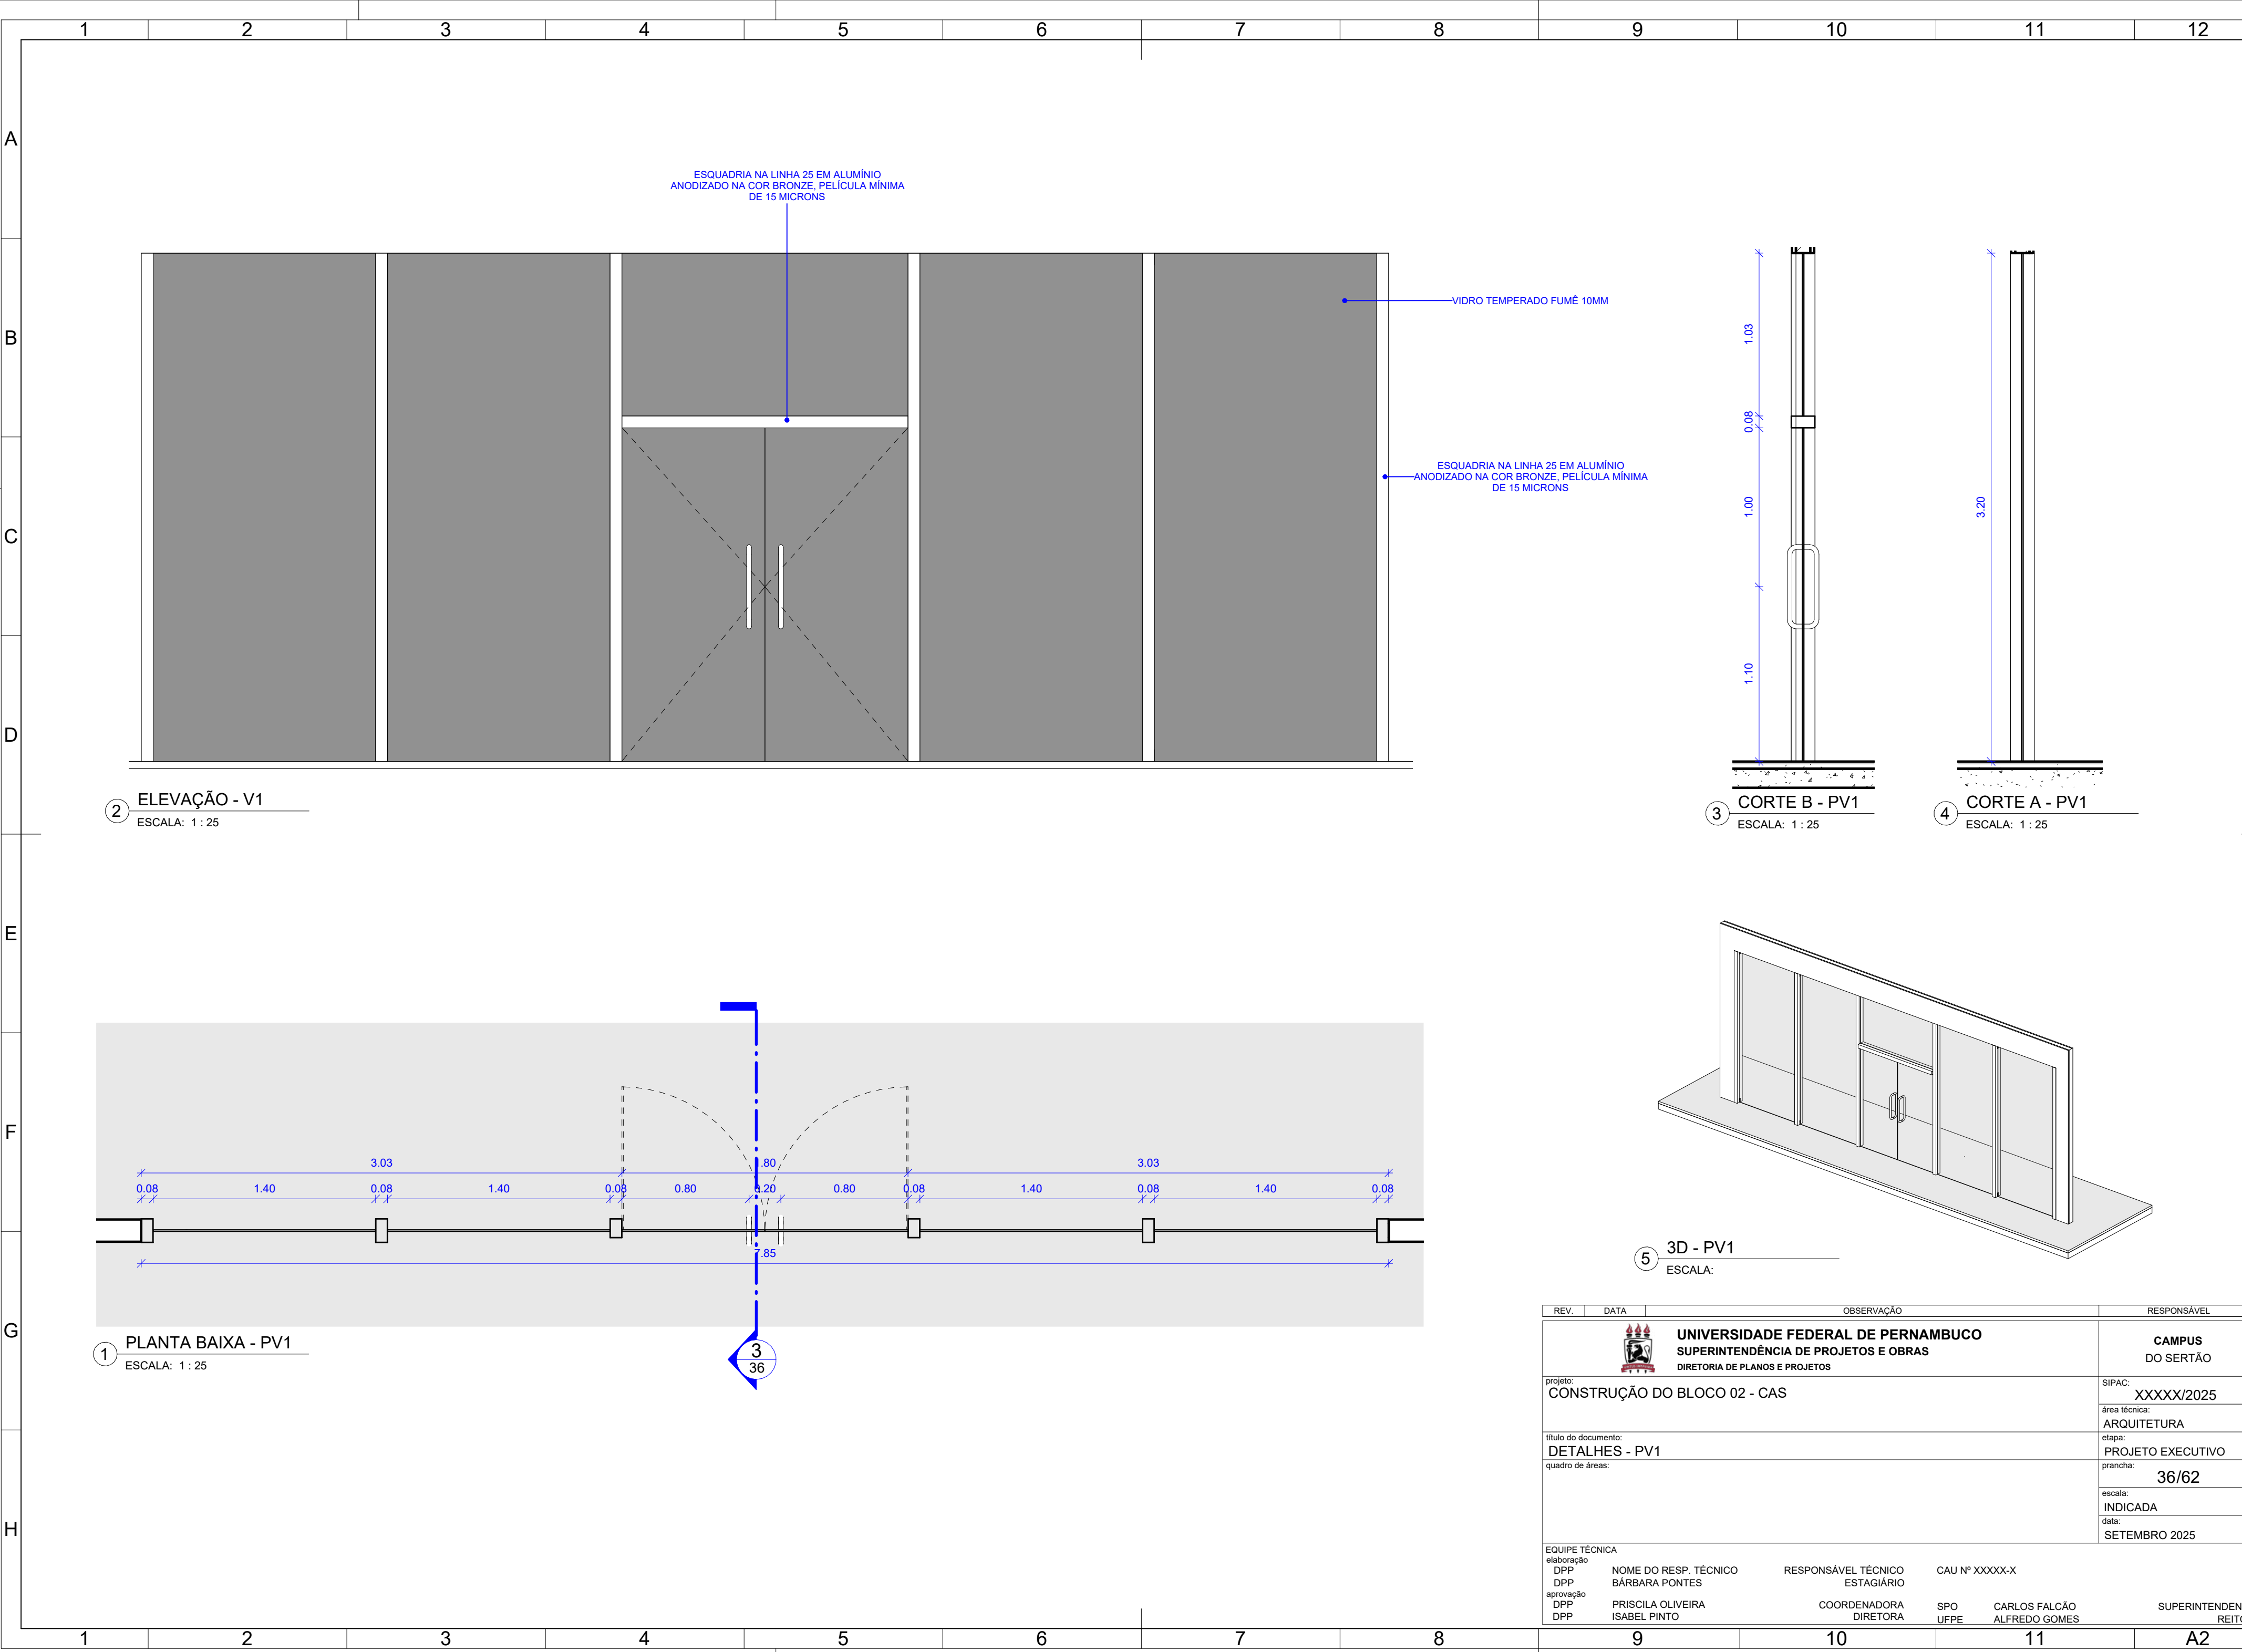 1 2 3 4 5 6 7 8 9 10 11 12
A
B
C
D
E
F
G
H
ESQUADRIA NA LINHA 25 EM ALUMÍNIO
ANODIZADO NA COR BRONZE, PELÍCULA MÍNIMA
DE 15 MICRONS
VIDRO TEMPERADO FUMÊ 10MM
ESQUADRIA NA LINHA 25 EM ALUMÍNIO
ANODIZADO NA COR BRONZE, PELÍCULA MÍNIMA
DE 15 MICRONS
2 ELEVAÇÃO - V1
ESCALA: 1 : 25
1.03
0.08
1.00
1.10
3 CORTE B - PV1
ESCALA: 1 : 25
3.20
4 CORTE A - PV1
ESCALA: 1 : 25
3.03 1.80 3.03
0.08 1.40 0.08 1.40 0.08 0.80 0.20 0.80 0.08 1.40 0.08 1.40 0.08
7.85
3
36
1 PLANTA BAIXA - PV1
ESCALA: 1 : 25
5 3D - PV1
ESCALA:
REV. DATA OBSERVAÇÃO RESPONSÁVEL
UNIVERSIDADE FEDERAL DE PERNAMBUCO
SUPERINTENDÊNCIA DE PROJETOS E OBRAS
DIRETORIA DE PLANOS E PROJETOS
CAMPUS
DO SERTÃO
projeto:
CONSTRUÇÃO DO BLOCO 02 - CAS
SIPAC:
XXXXX/2025
área técnica:
ARQUITETURA
título do documento:
DETALHES - PV1
etapa:
PROJETO EXECUTIVO
quadro de áreas:
prancha:
36/62
escala:
INDICADA
data:
SETEMBRO 2025
EQUIPE TÉCNICA
elaboração
DPP NOME DO RESP. TÉCNICO RESPONSÁVEL TÉCNICO CAU Nº XXXXX-X
DPP BÁRBARA PONTES ESTAGIÁRIO
aprovação
DPP PRISCILA OLIVEIRA COORDENADORA SPO CARLOS FALCÃO SUPERINTENDEN
DPP ISABEL PINTO DIRETORA UFPE ALFREDO GOMES REIT
1 2 3 4 5 6 7 8 9 10 11 A2